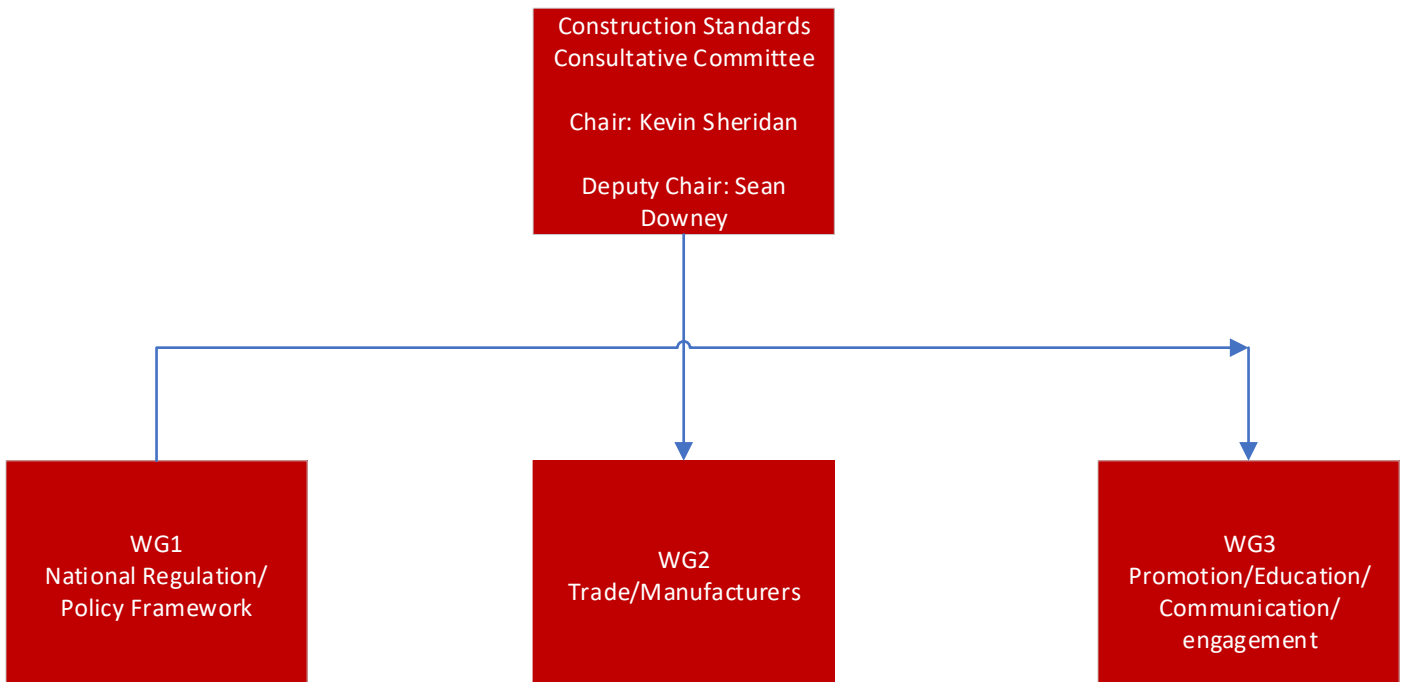 Construction Standards
Consultative Committee
Chair: Kevin Sheridan
Deputy Chair: Sean
Downey
WG1
National Regulation/
Policy Framework
WG2
Trade/Manufacturers
WG3
Promotion/Education/
Communication/
engagement